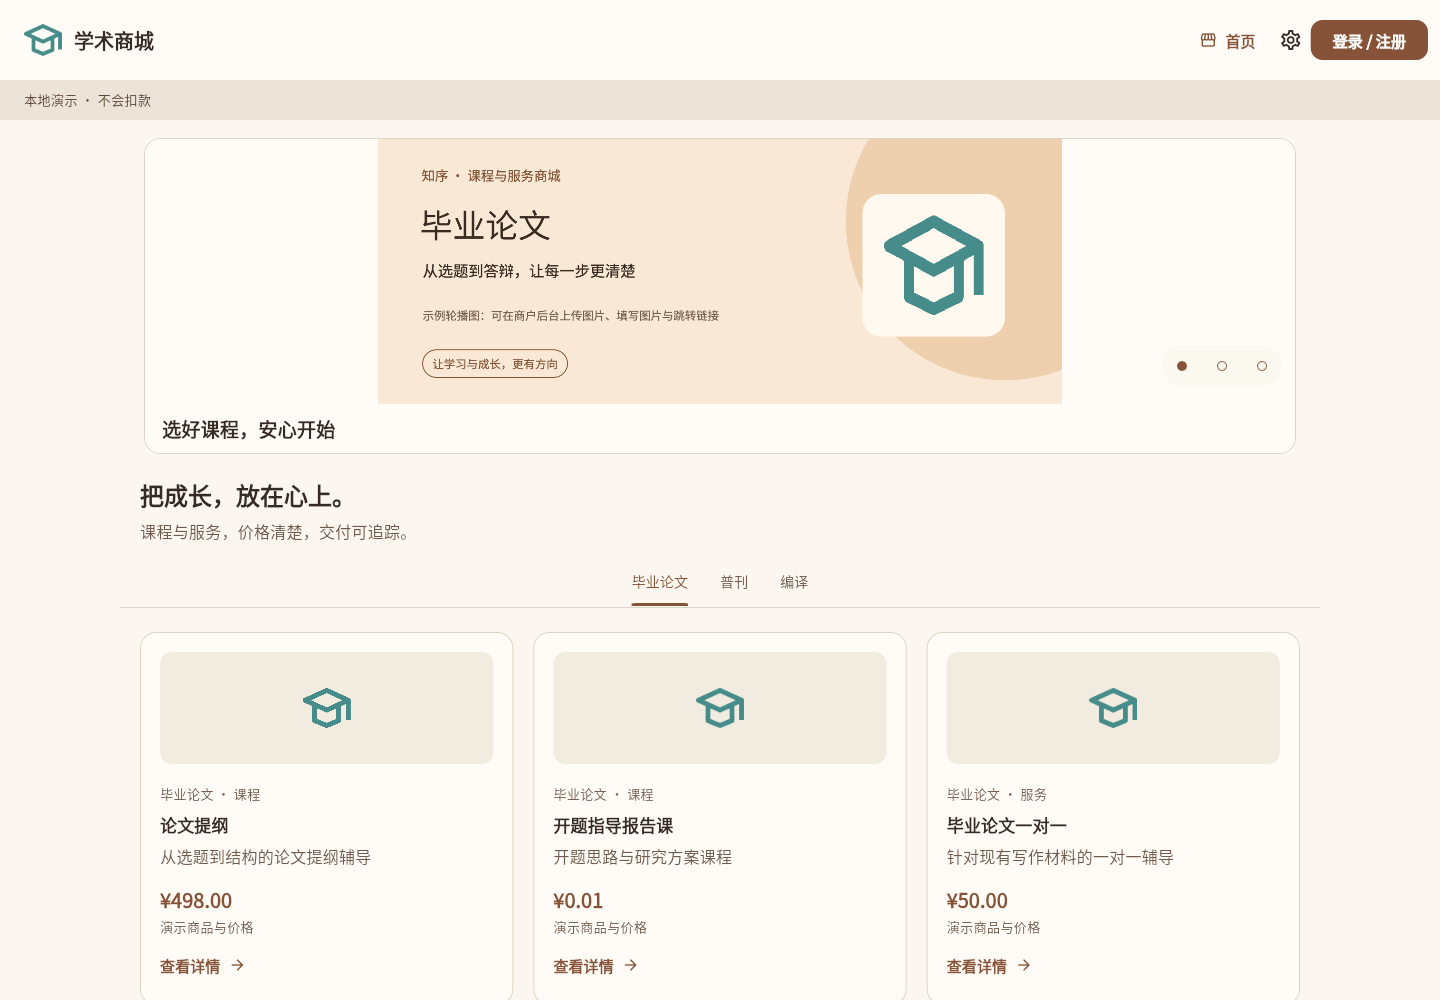 学术商城
首页
登录 / 注册
本地演示 · 不会扣款
知序 · 课程与服务商城
毕业论文
从选题到答辩，让每一步更清楚
示例轮播图：可在商户后台上传图片、填写图片与跳转链接
让学习与成长，更有方向
选好课程，安心开始
把成长，放在心上。
课程与服务，价格清楚，交付可追踪。
毕业论文
普刊
编译
毕业论文 · 课程
论文提纲
从选题到结构的论文提纲辅导
¥498.00
演示商品与价格
查看详情
毕业论文 · 课程
开题指导报告课
开题思路与研究方案课程
¥0.01
演示商品与价格
查看详情
毕业论文 · 服务
毕业论文一对一
针对现有写作材料的一对一辅导
¥50.00
演示商品与价格
查看详情